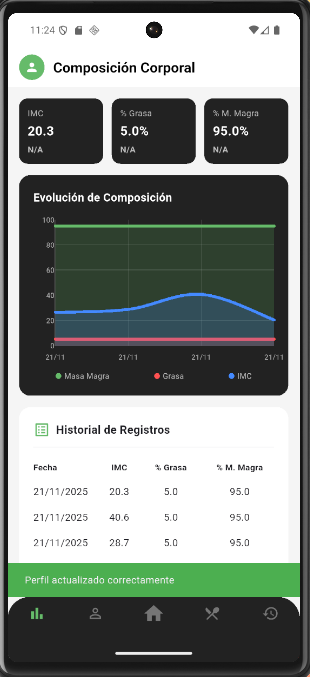 11:24
Composición Corporal
IMC % Grasa % M. Magra
20.3 5.0% 95.0%
N/A N/A N/A
Evolución de Composición
100
80
60
40
20
0
21/11 21/11 21/11 21/11
Masa Magra Grasa IMC
Historial de Registros
Fecha IMC % Grasa % M. Magra
21/11/2025 20.3 5.0 95.0
21/11/2025 40.6 5.0 95.0
21/11/2025 28.7 5.0 95.0
Perfil actualizado correctamente